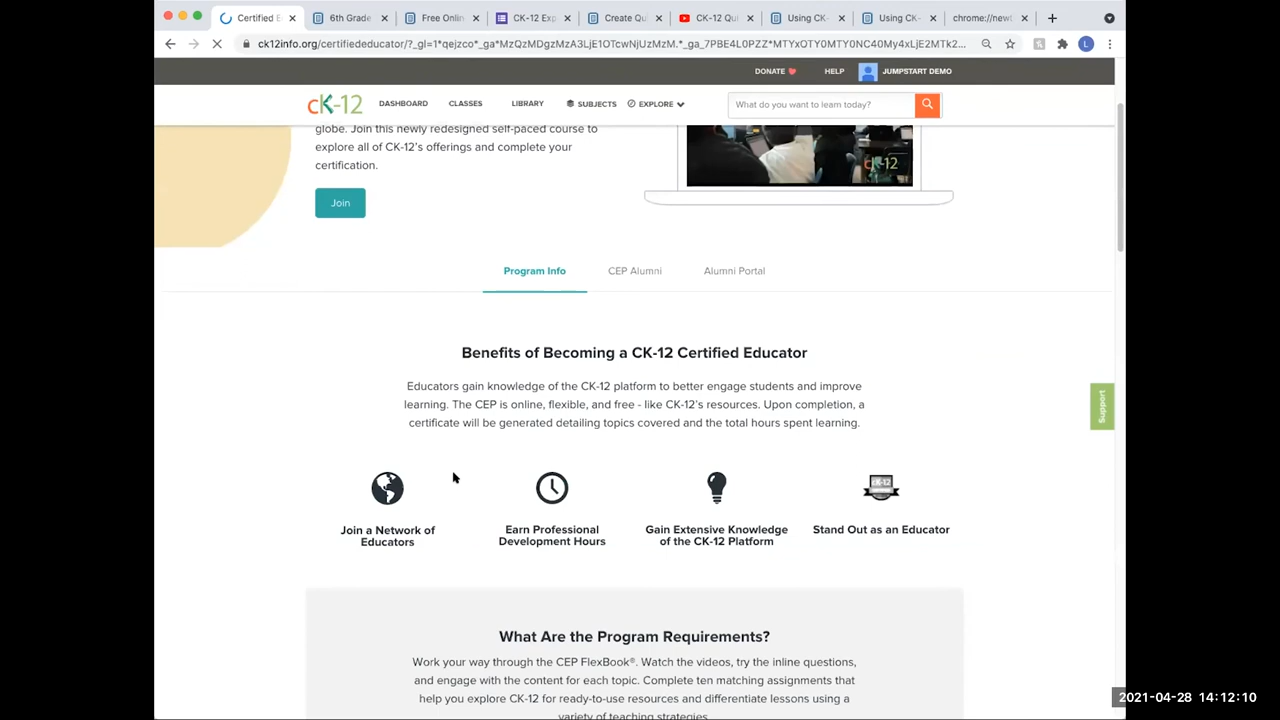 Certified E
6th Grade
Free Onlin
CK-12 Exp
Create Qu
CK-12 Qu
Using CK-
Using CK-
chrome://newt
ck12info.org/certifiededucator/?_gl=1*qejzco*_ga*MzQzMDgzMzA3LjE1OTcwNjUzMzM.*_ga_7PBE4L0PZZ*MTYxOTY0MTY0NC40My4xLjE2MTk2...
L
DONATE
HELP
JUMPSTART DEMO
cK-12
DASHBOARD
CLASSES
LIBRARY
SUBJECTS
EXPLORE
What do you want to learn today?
globe. Join this newly redesigned self-paced course to
explore all of CK-12's offerings and complete your
certification.
cK-12
Join
Program Info
CEP Alumni
Alumni Portal
Benefits of Becoming a CK-12 Certified Educator
Educators gain knowledge of the CK-12 platform to better engage students and improve
learning. The CEP is online, flexible, and free - like CK-12's resources. Upon completion, a
certificate will be generated detailing topics covered and the total hours spent learning.
Support
cK-12
Join a Network of
Educators
Earn Professional
Development Hours
Gain Extensive Knowledge
of the CK-12 Platform
Stand Out as an Educator
What Are the Program Requirements?
Work your way through the CEP FlexBook®. Watch the videos, try the inline questions,
and engage with the content for each topic. Complete ten matching assignments that
help you explore CK-12 for ready-to-use resources and differentiate lessons using a
variety of teaching strategies.
2021-04-28 14:12:10